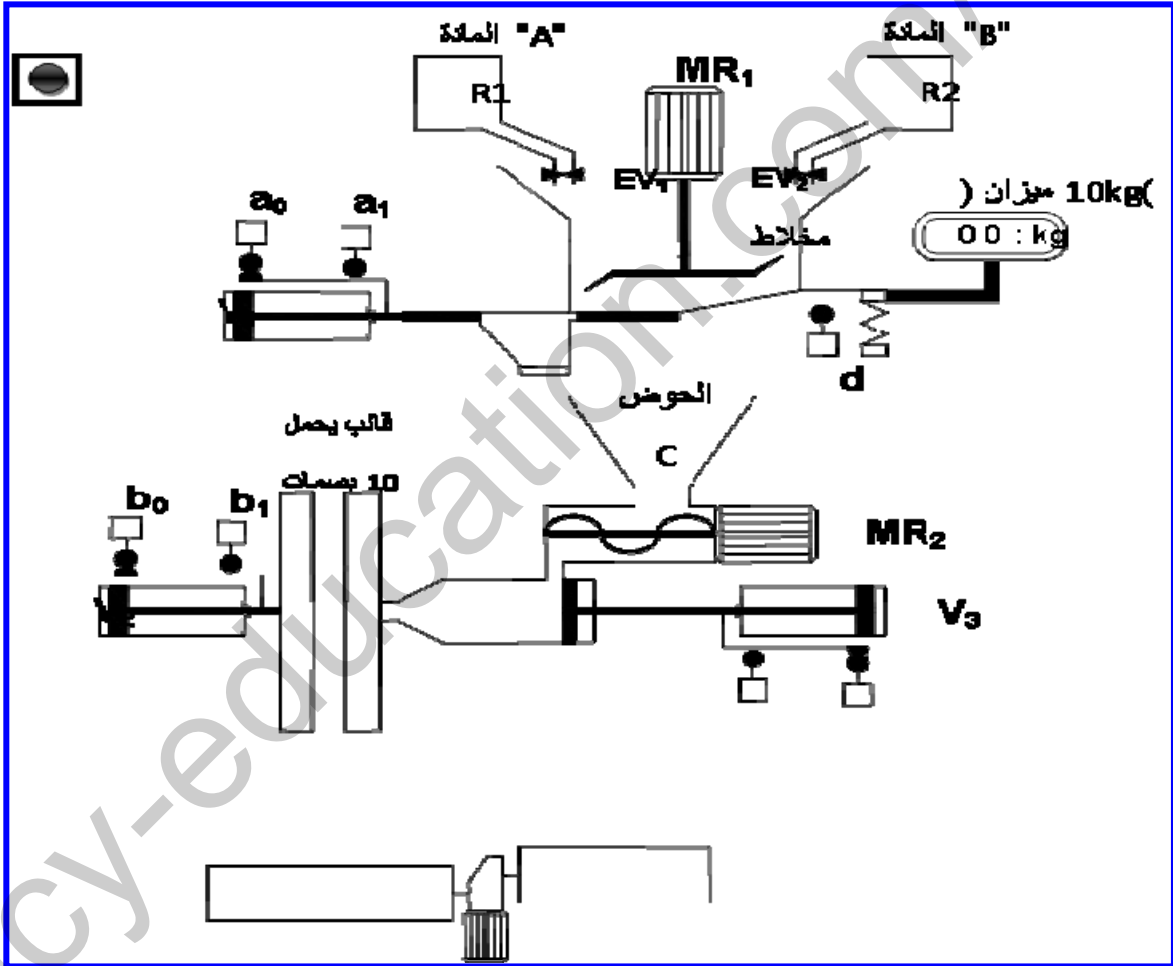 المادة "A"
المادة "B"
MR₁
R1
R2
EV₁
EV₂
a₀
a₁
)10kg ميزان (
مخلاط
00 : kg
d
الحوض
قالب يحمل
C
10 بصمات
b₀
b₁
MR₂
V₃
cy-education.com/